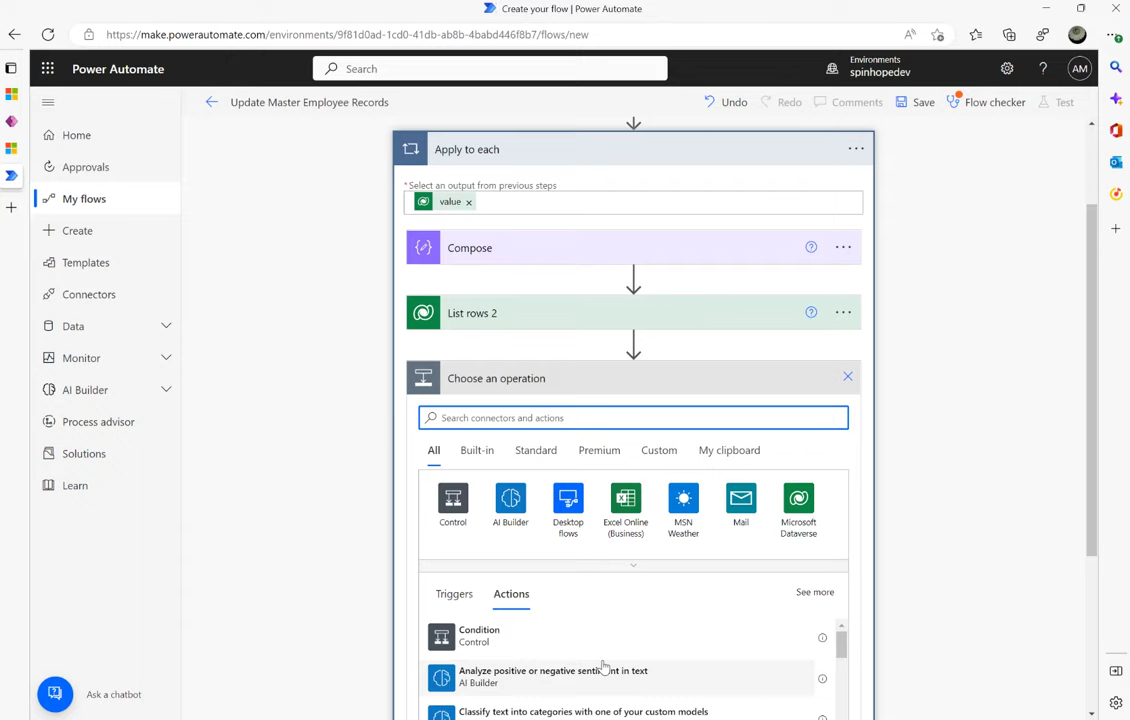 Create your flow | Power Automate
https://make.powerautomate.com/environments/9f81d0ad-1cd0-41db-ab8b-4babd446f8b7/flows/new
Power Automate
Search
Environments
spinhopedev
AM
Update Master Employee Records
Undo
Redo
Comments
Save
Flow checker
Test
Home
Approvals
My flows
Create
Templates
Connectors
Data
Monitor
AI Builder
Process advisor
Solutions
Learn
Ask a chatbot
Apply to each
* Select an output from previous steps
value
Compose
List rows 2
Choose an operation
Search connectors and actions
All
Built-in
Standard
Premium
Custom
My clipboard
Control
AI Builder
Desktop flows
Excel Online (Business)
MSN Weather
Mail
Microsoft Dataverse
Triggers
Actions
See more
Condition
Control
Analyze positive or negative sentiment in text
AI Builder
Classify text into categories with one of your custom models